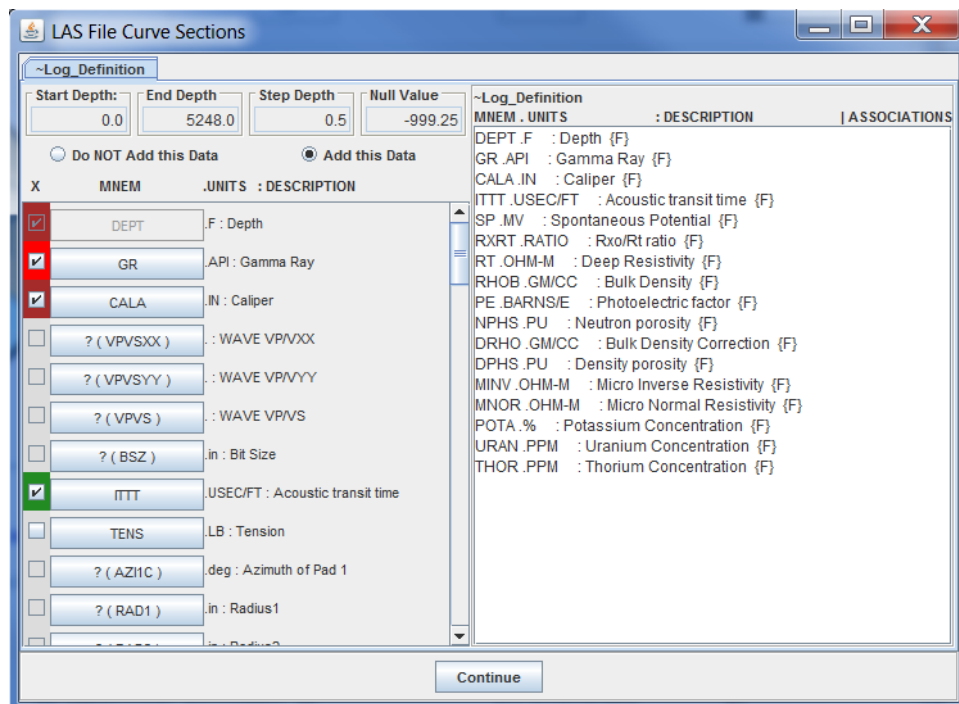 LAS File Curve Sections
~Log_Definition
Start Depth: End Depth Step Depth Null Value
0.0 5248.0 0.5 -999.25
Do NOT Add this Data Add this Data
X MNEM .UNITS : DESCRIPTION
DEPT .F : Depth
GR .API : Gamma Ray
CALA .IN : Caliper
? ( VPVSXX ) . : WAVE VP/VXX
? ( VPVSYY ) . : WAVE VP/VYY
? ( VPVS ) . : WAVE VP/VS
? ( BSZ ) .in : Bit Size
ITTT .USEC/FT : Acoustic transit time
TENS .LB : Tension
? ( AZI1C ) .deg : Azimuth of Pad 1
? ( RAD1 ) .in : Radius1
~Log_Definition
MNEM . UNITS : DESCRIPTION | ASSOCIATIONS
DEPT .F : Depth {F}
GR .API : Gamma Ray {F}
CALA .IN : Caliper {F}
ITTT .USEC/FT : Acoustic transit time {F}
SP .MV : Spontaneous Potential {F}
RXRT .RATIO : Rxo/Rt ratio {F}
RT .OHM-M : Deep Resistivity {F}
RHOB .GM/CC : Bulk Density {F}
PE .BARNS/E : Photoelectric factor {F}
NPHS .PU : Neutron porosity {F}
DRHO .GM/CC : Bulk Density Correction {F}
DPHS .PU : Density porosity {F}
MINV .OHM-M : Micro Inverse Resistivity {F}
MNOR .OHM-M : Micro Normal Resistivity {F}
POTA .% : Potassium Concentration {F}
URAN .PPM : Uranium Concentration {F}
THOR .PPM : Thorium Concentration {F}
Continue